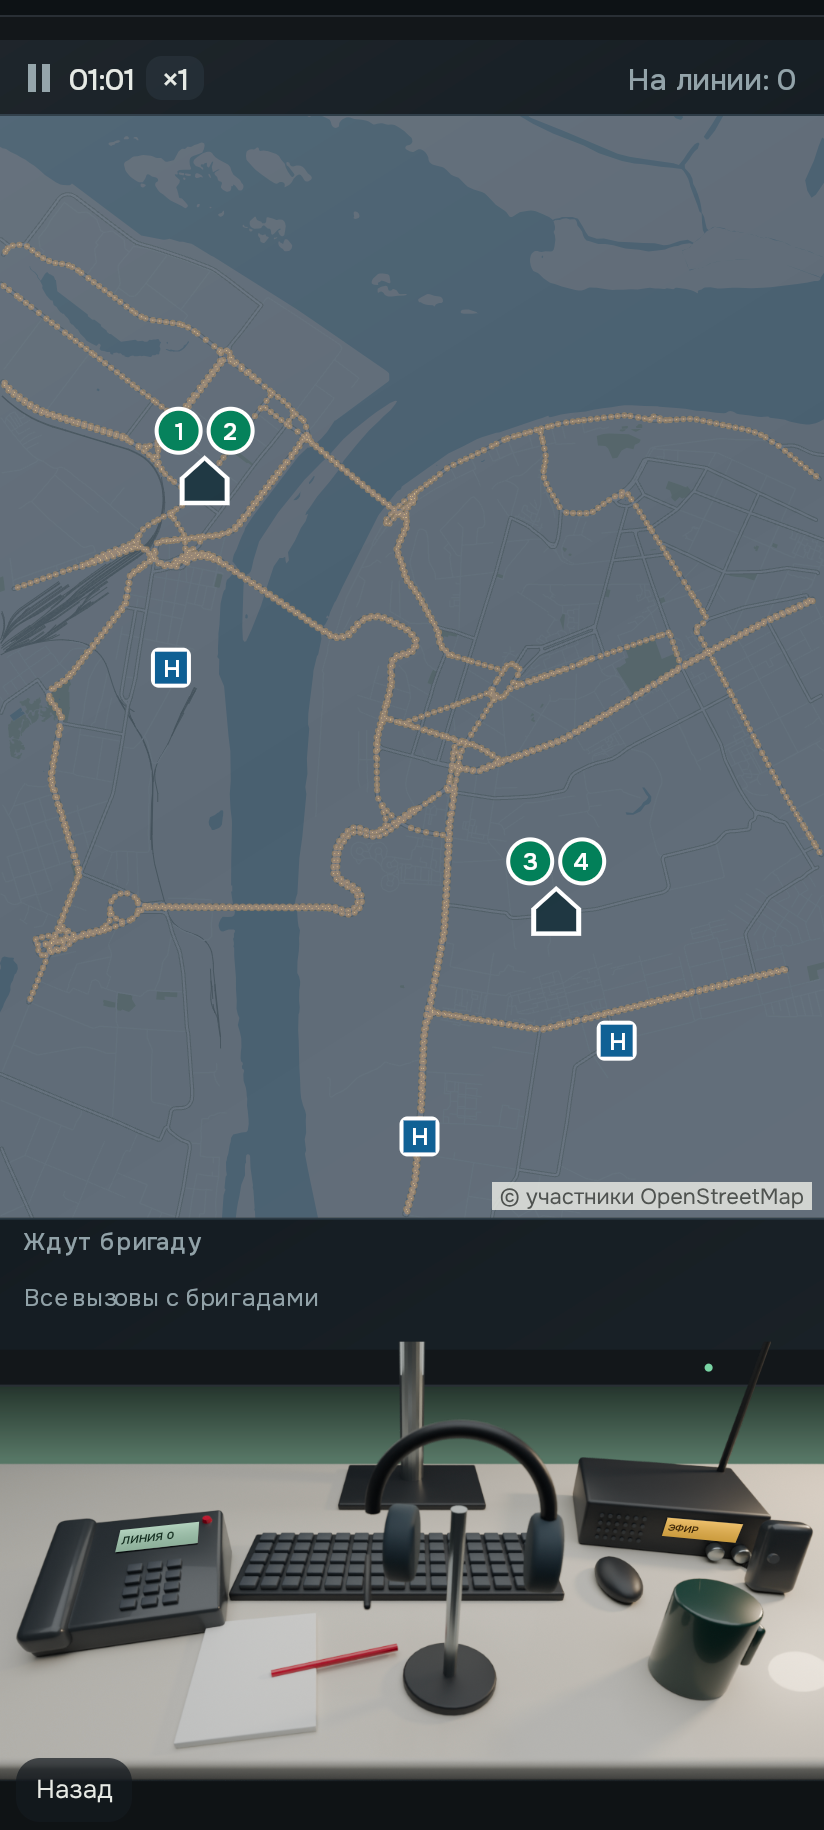 01:01 ×1 На линии: 0
1 2
H
3 4
H
H
© участники OpenStreetMap
Ждут бригаду
Все вызовы с бригадами
ЛИНИЯ 0
ЭФИР
Назад